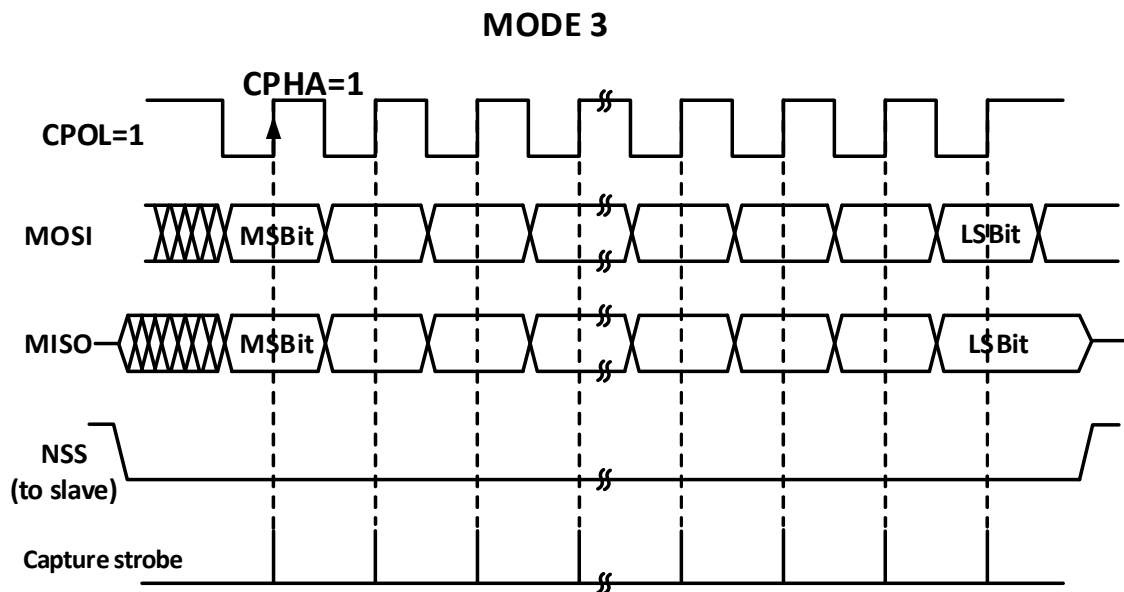 MODE 3
CPHA=1
CPOL=1
MOSI
MSBit
LSBit
MISO
MSBit
LSBit
NSS
(to slave)
Capture strobe